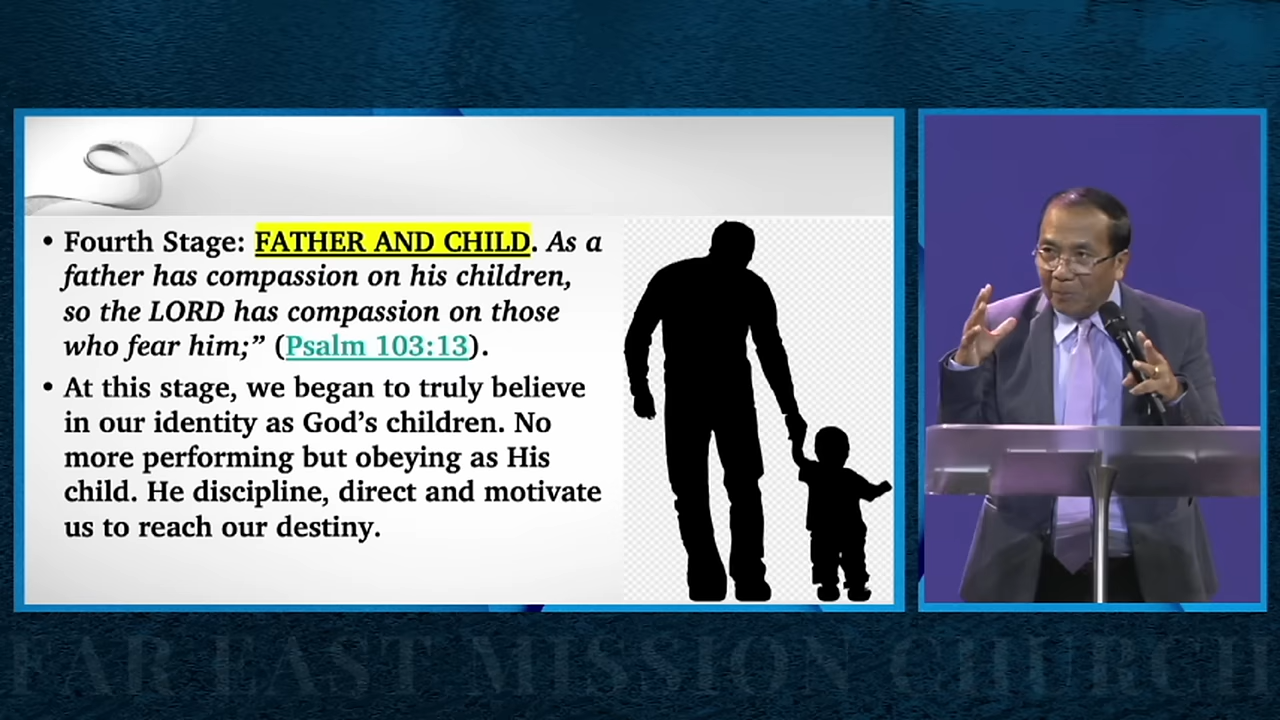 • Fourth Stage: FATHER AND CHILD. As a
father has compassion on his children,
so the LORD has compassion on those
who fear him;” (Psalm 103:13).
• At this stage, we began to truly believe
in our identity as God’s children. No
more performing but obeying as His
child. He discipline, direct and motivate
us to reach our destiny.
FAR EAST MISSION CHURCH